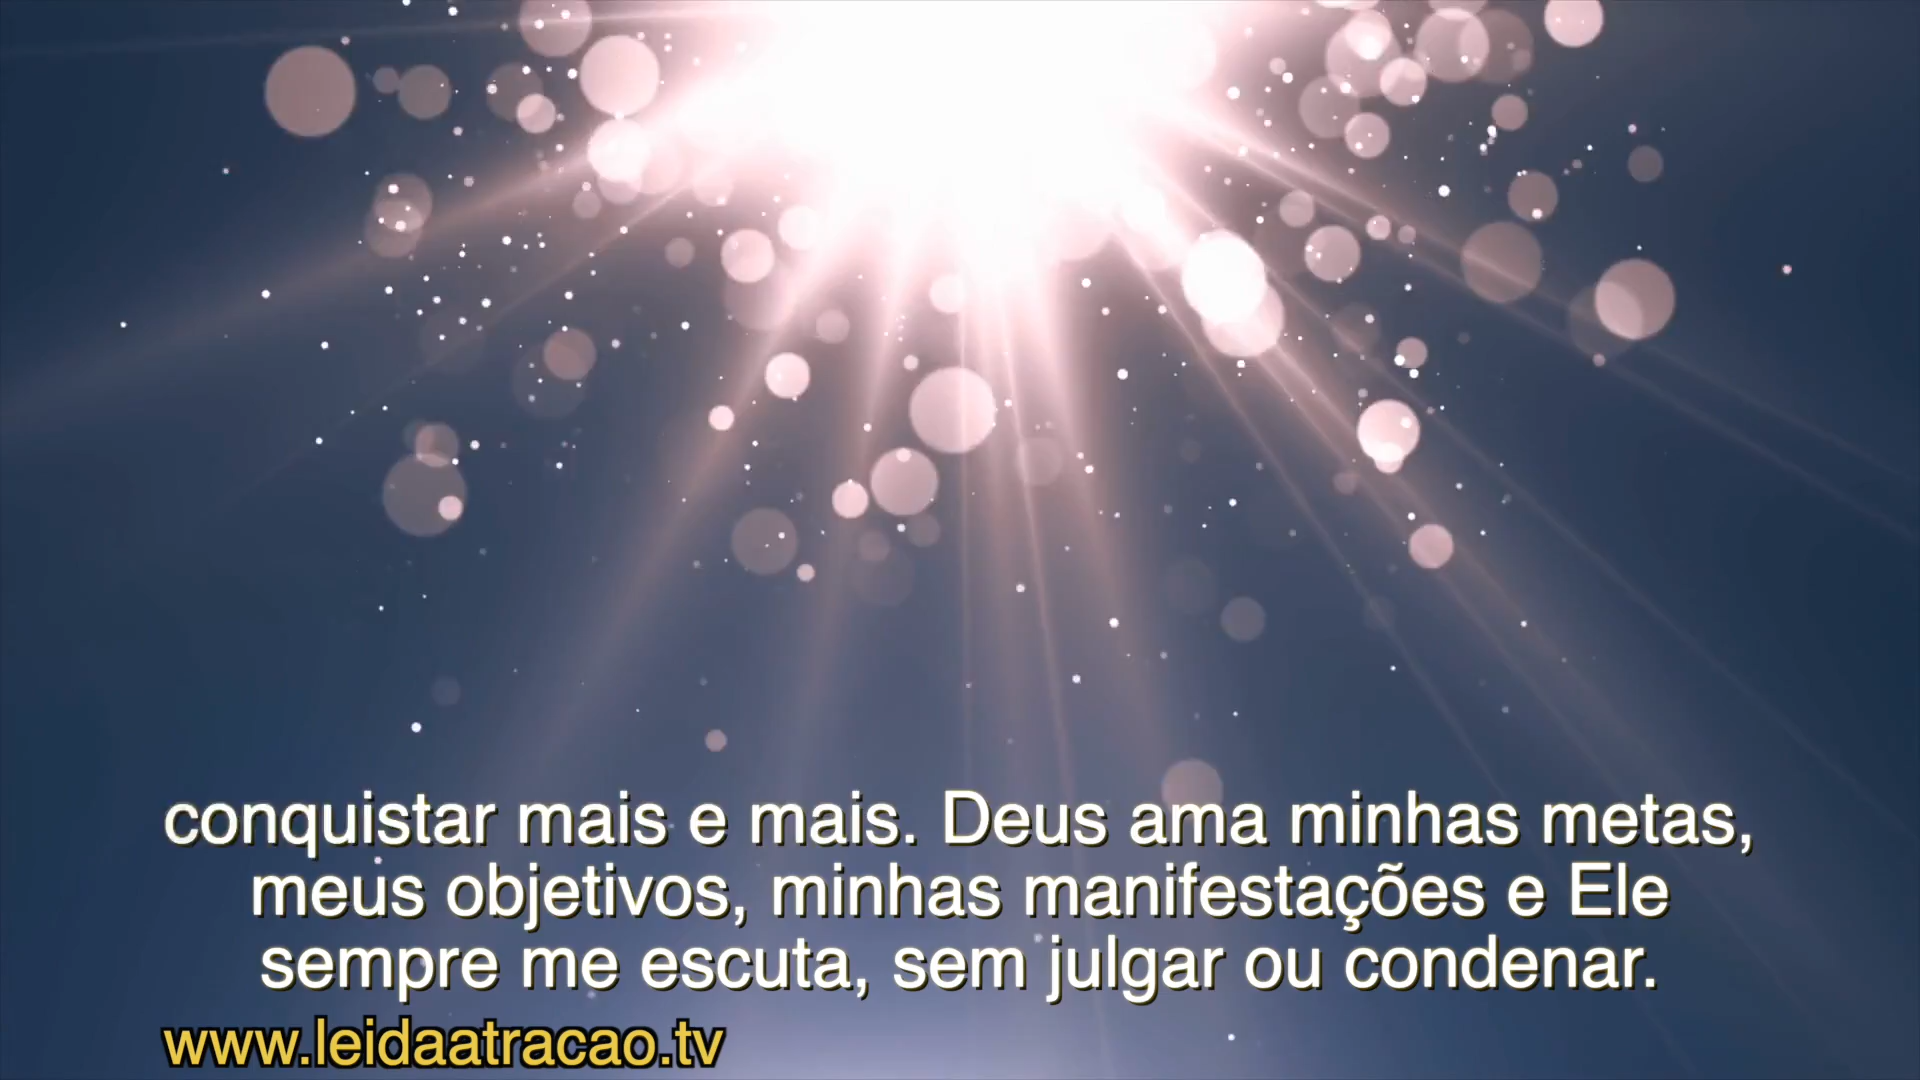 conquistar mais e mais. Deus ama minhas metas,
meus objetivos, minhas manifestações e Ele
sempre me escuta, sem julgar ou condenar.
www.leidaatracao.tv